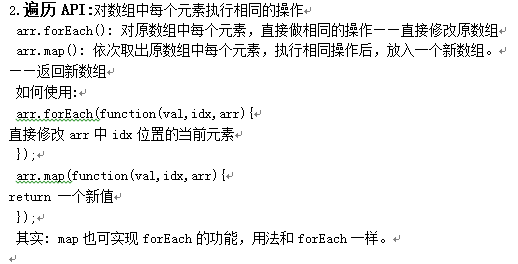 2.遍历API:对数组中每个元素执行相同的操作
arr.forEach(): 对原数组中每个元素，直接做相同的操作——直接修改原数组
arr.map(): 依次取出原数组中每个元素，执行相同操作后，放入一个新数组。
——返回新数组
如何使用:
arr.forEach(function(val,idx,arr){
直接修改 arr 中 idx 位置的当前元素
});
arr.map(function(val,idx,arr){
return 一个新值
});
其实: map 也可实现 forEach 的功能，用法和 forEach 一样。